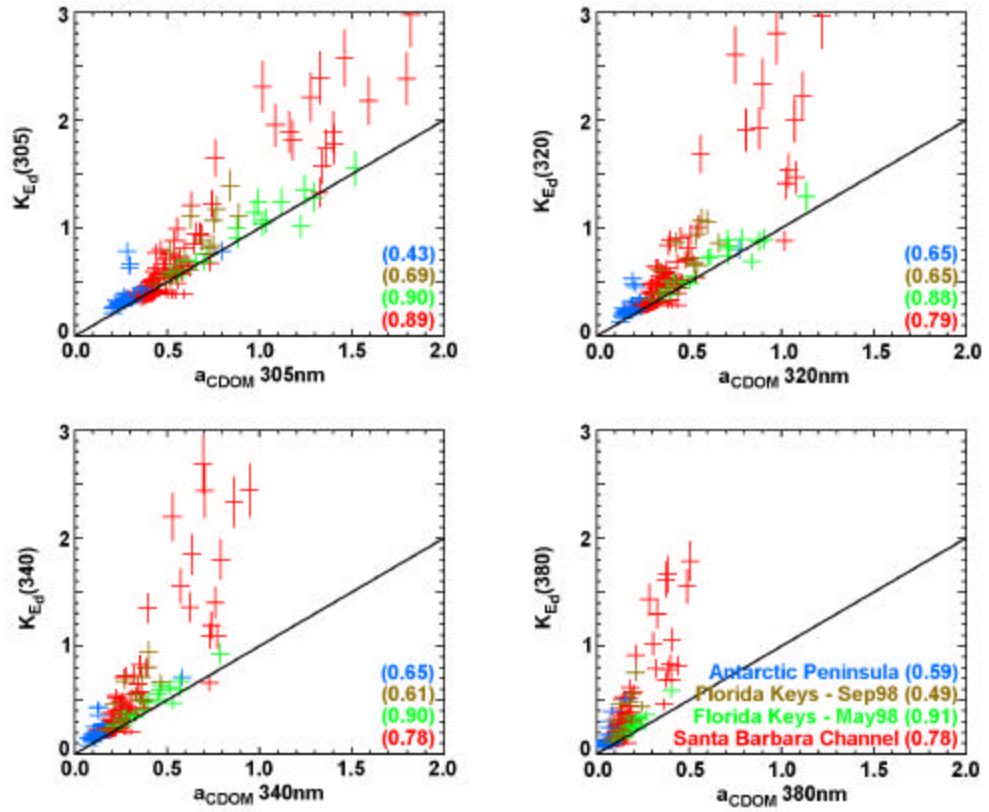 3
2
1
0
K_Ed(305)
(0.43)
(0.69)
(0.90)
(0.89)
0.0 0.5 1.0 1.5 2.0
a_CDOM 305nm
3
2
1
0
K_Ed(320)
(0.65)
(0.65)
(0.88)
(0.79)
0.0 0.5 1.0 1.5 2.0
a_CDOM 320nm
3
2
1
0
K_Ed(340)
(0.65)
(0.61)
(0.90)
(0.78)
0.0 0.5 1.0 1.5 2.0
a_CDOM 340nm
3
2
1
0
K_Ed(380)
Antarctic Peninsula (0.59)
Florida Keys - Sep98 (0.49)
Florida Keys - May98 (0.91)
Santa Barbara Channel (0.78)
0.0 0.5 1.0 1.5 2.0
a_CDOM 380nm